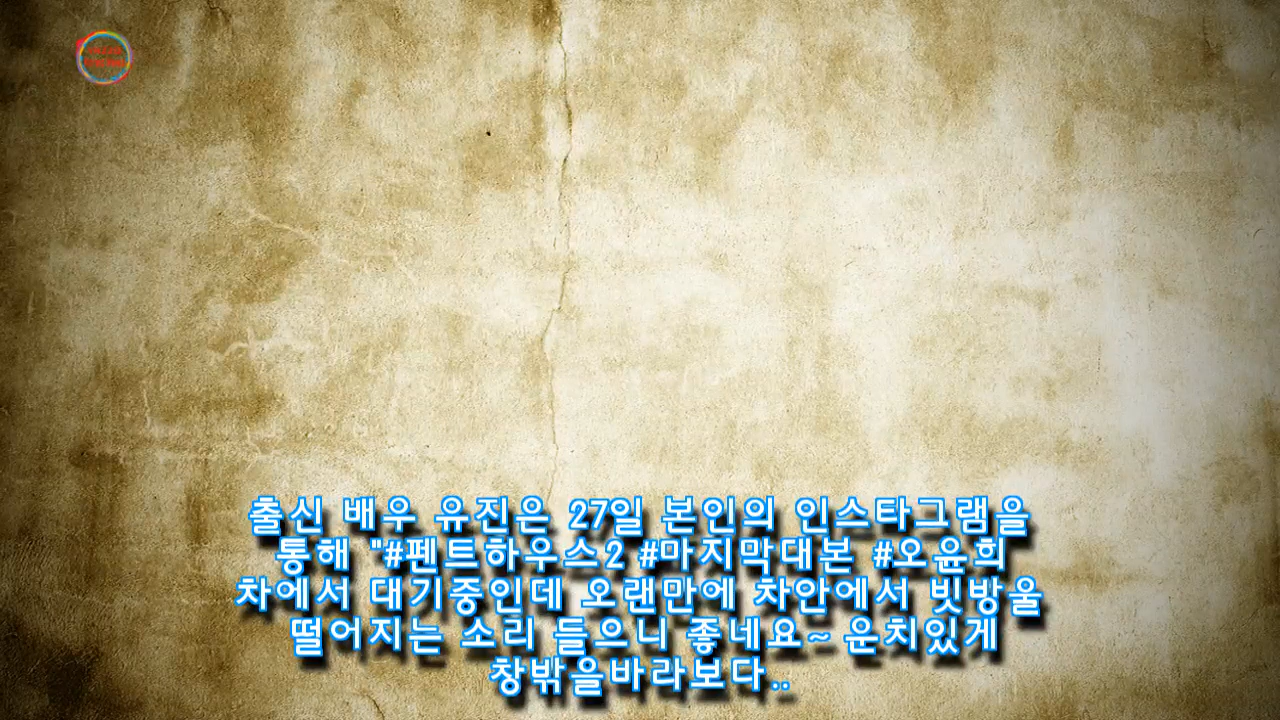 출신 배우 유진은 27일 본인의 인스타그램을
통해 "#펜트하우스2 #마지막대본 #오윤희
차에서 대기중인데 오랜만에 차안에서 빗방울
떨어지는 소리 들으니 좋네요~ 운치있게
창밖을바라보다..